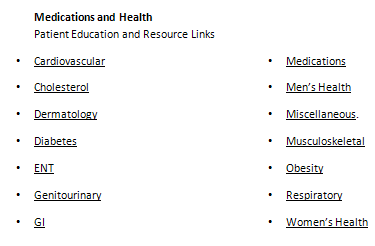 Medications and Health
Patient Education and Resource Links
• Cardiovascular
• Cholesterol
• Dermatology
• Diabetes
• ENT
• Genitourinary
• GI
• Medications
• Men’s Health
• Miscellaneous.
• Musculoskeletal
• Obesity
• Respiratory
• Women’s Health